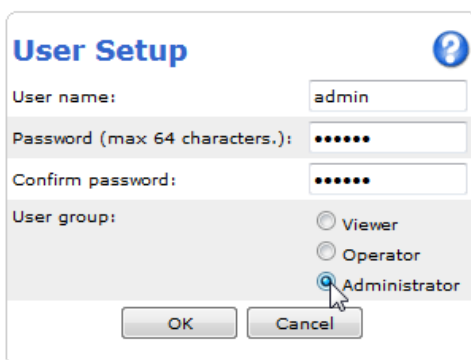 User Setup
User name: admin
Password (max 64 characters.): ••••••
Confirm password: ••••••
User group:
Viewer
Operator
Administrator
OK Cancel